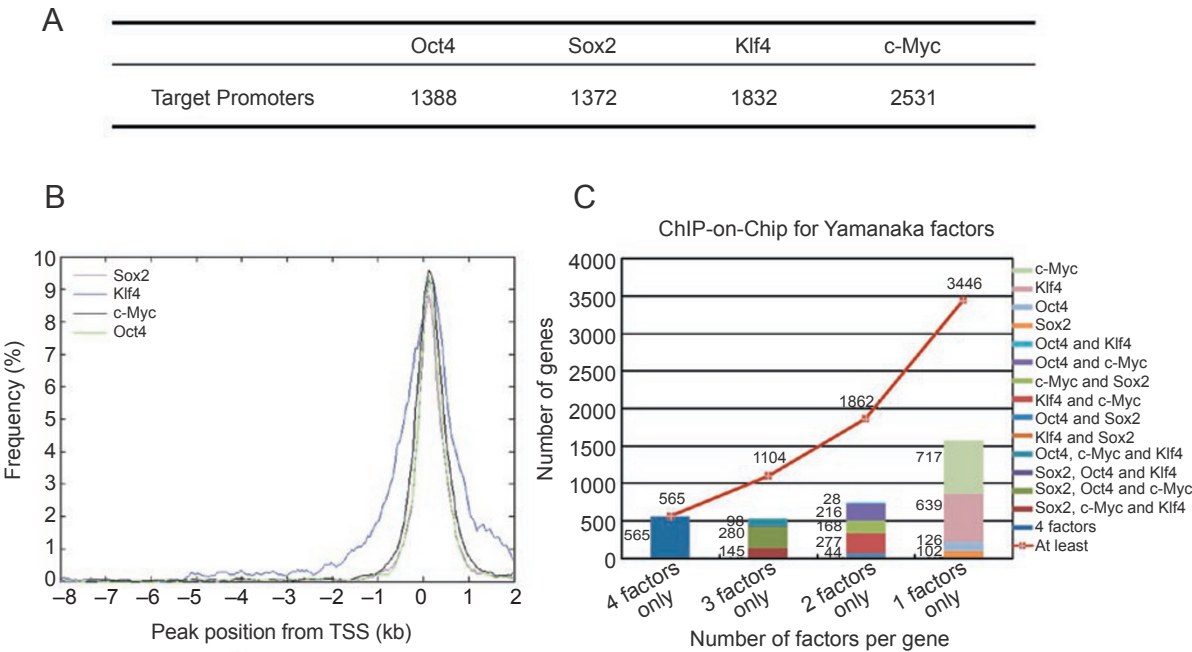 A
Oct4 Sox2 Klf4 c-Myc
Target Promoters 1388 1372 1832 2531
B
10
9
8
7
6
5
4
3
2
1
0
Frequency (%)
Sox2
Klf4
c-Myc
Oct4
–8 –7 –6 –5 –4 –3 –2 –1 0 1 2
Peak position from TSS (kb)
C
ChIP-on-Chip for Yamanaka factors
4000
3500
3000
2500
2000
1500
1000
500
0
Number of genes
565
565
1104
98
280
145
1862
28
216
168
277
44
3446
717
639
126
102
4 factors only
3 factors only
2 factors only
1 factors only
Number of factors per gene
c-Myc
Klf4
Oct4
Sox2
Oct4 and Klf4
Oct4 and c-Myc
c-Myc and Sox2
Klf4 and c-Myc
Oct4 and Sox2
Klf4 and Sox2
Oct4, c-Myc and Klf4
Sox2, Oct4 and Klf4
Sox2, Oct4 and c-Myc
Sox2, c-Myc and Klf4
4 factors
At least